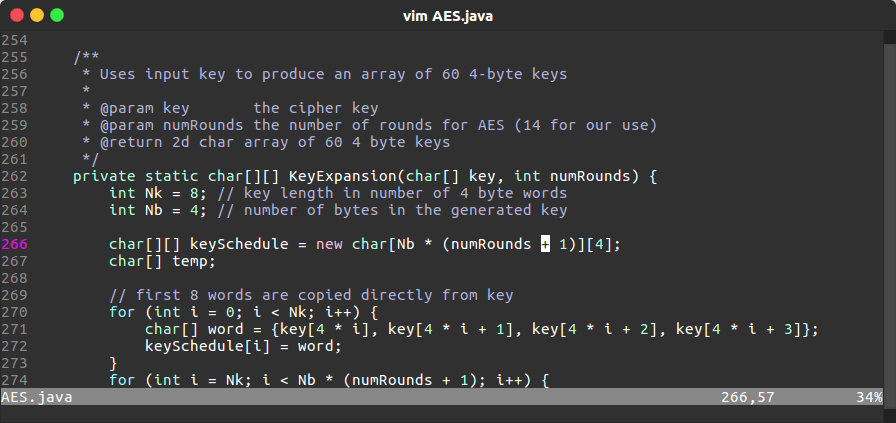 vim AES.java
254
255     /**
256      * Uses input key to produce an array of 60 4-byte keys
257      *
258      * @param key       the cipher key
259      * @param numRounds the number of rounds for AES (14 for our use)
260      * @return 2d char array of 60 4 byte keys
261      */
262     private static char[][] KeyExpansion(char[] key, int numRounds) {
263         int Nk = 8; // key length in number of 4 byte words
264         int Nb = 4; // number of bytes in the generated key
265
266         char[][] keySchedule = new char[Nb * (numRounds + 1)][4];
267         char[] temp;
268
269         // first 8 words are copied directly from key
270         for (int i = 0; i < Nk; i++) {
271             char[] word = {key[4 * i], key[4 * i + 1], key[4 * i + 2], key[4 * i + 3]};
272             keySchedule[i] = word;
273         }
274         for (int i = Nk; i < Nb * (numRounds + 1); i++) {
AES.java 266,57 34%